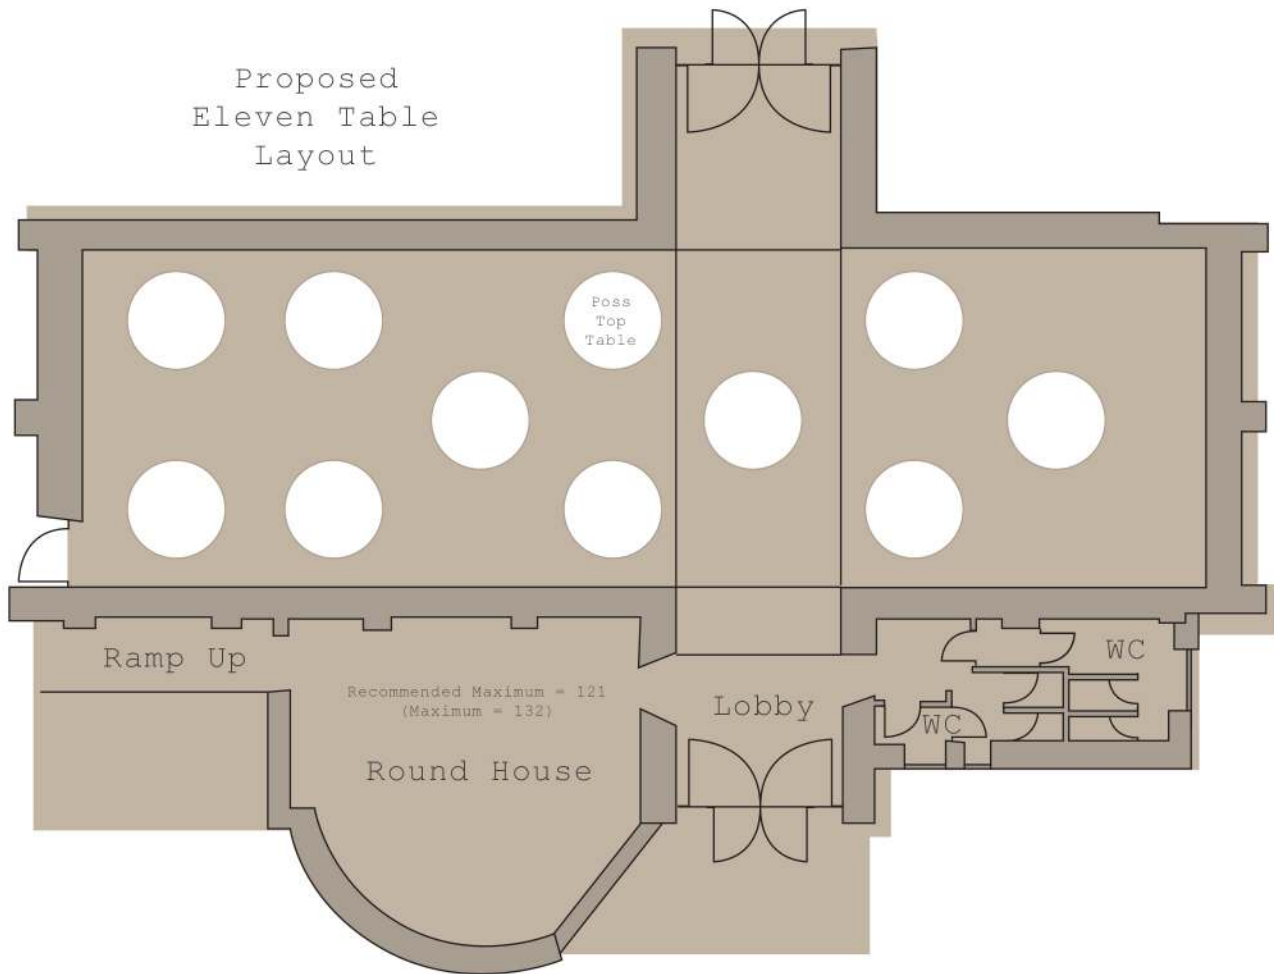 Proposed
Eleven Table
Layout
Poss
Top
Table
Ramp Up
WC
Recommended Maximum = 121
(Maximum = 132)
Lobby
WC
Round House